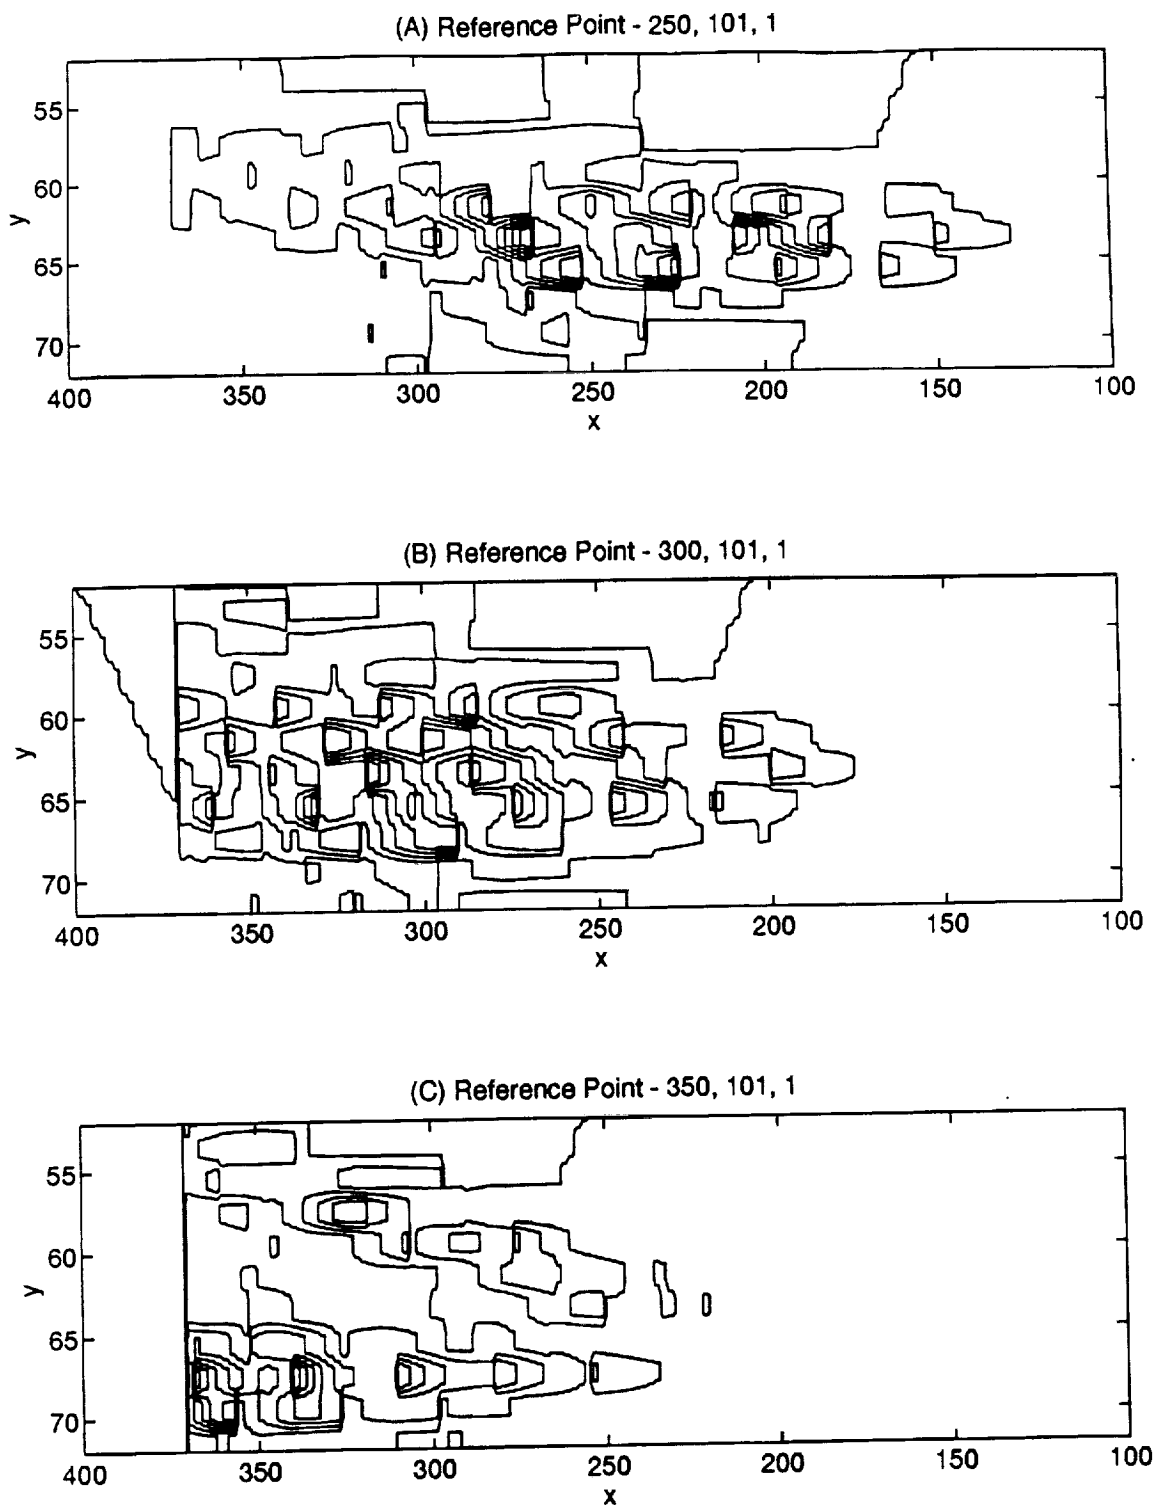 (A) Reference Point - 250, 101, 1
55
60
65
70
y
400 350 300 250 200 150 100
x
(B) Reference Point - 300, 101, 1
55
60
65
70
y
400 350 300 250 200 150 100
x
(C) Reference Point - 350, 101, 1
55
60
65
70
y
400 350 300 250 200 150 100
x